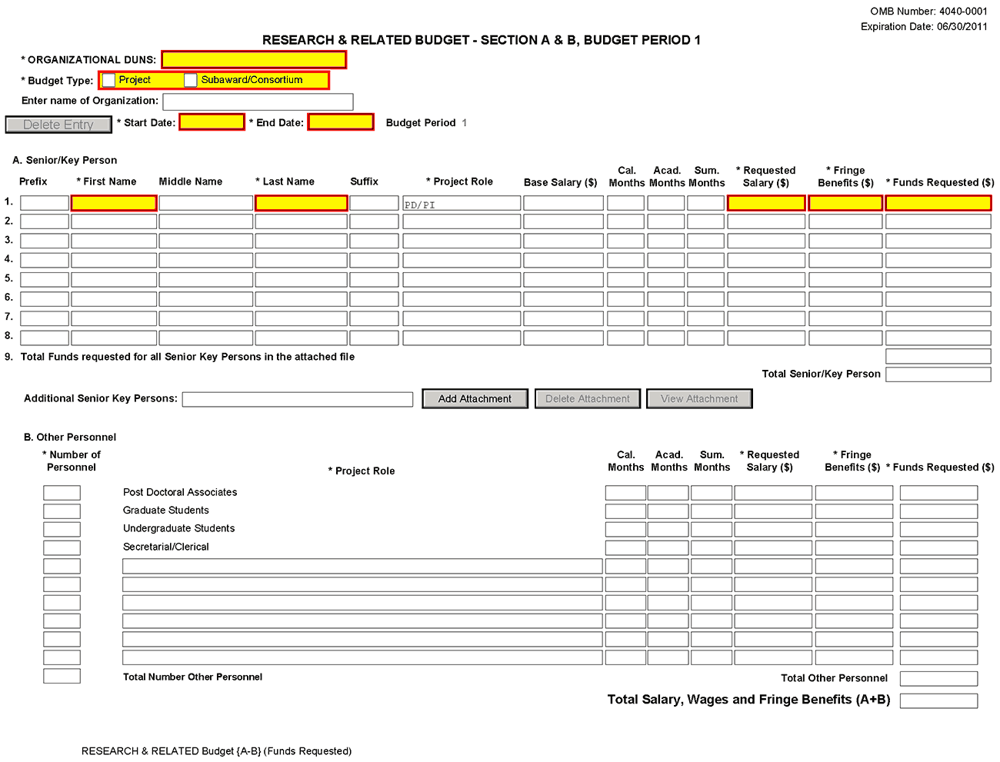 OMB Number: 4040-0001
Expiration Date: 06/30/2011
RESEARCH & RELATED BUDGET - SECTION A & B, BUDGET PERIOD 1
* ORGANIZATIONAL DUNS:
* Budget Type: Project Subaward/Consortium
Enter name of Organization:
Delete Entry * Start Date: * End Date: Budget Period 1
A. Senior/Key Person
Prefix * First Name Middle Name * Last Name Suffix * Project Role Base Salary ($) Cal. Months Acad. Months Sum. Months * Requested Salary ($) * Fringe Benefits ($) * Funds Requested ($)
1. PD/PI
2.
3.
4.
5.
6.
7.
8.
9. Total Funds requested for all Senior Key Persons in the attached file
Total Senior/Key Person
Additional Senior Key Persons: Add Attachment Delete Attachment View Attachment
B. Other Personnel
* Number of Personnel * Project Role Cal. Months Acad. Months Sum. Months * Requested Salary ($) * Fringe Benefits ($) * Funds Requested ($)
Post Doctoral Associates
Graduate Students
Undergraduate Students
Secretarial/Clerical
Total Number Other Personnel Total Other Personnel
Total Salary, Wages and Fringe Benefits (A+B)
RESEARCH & RELATED Budget {A-B} (Funds Requested)